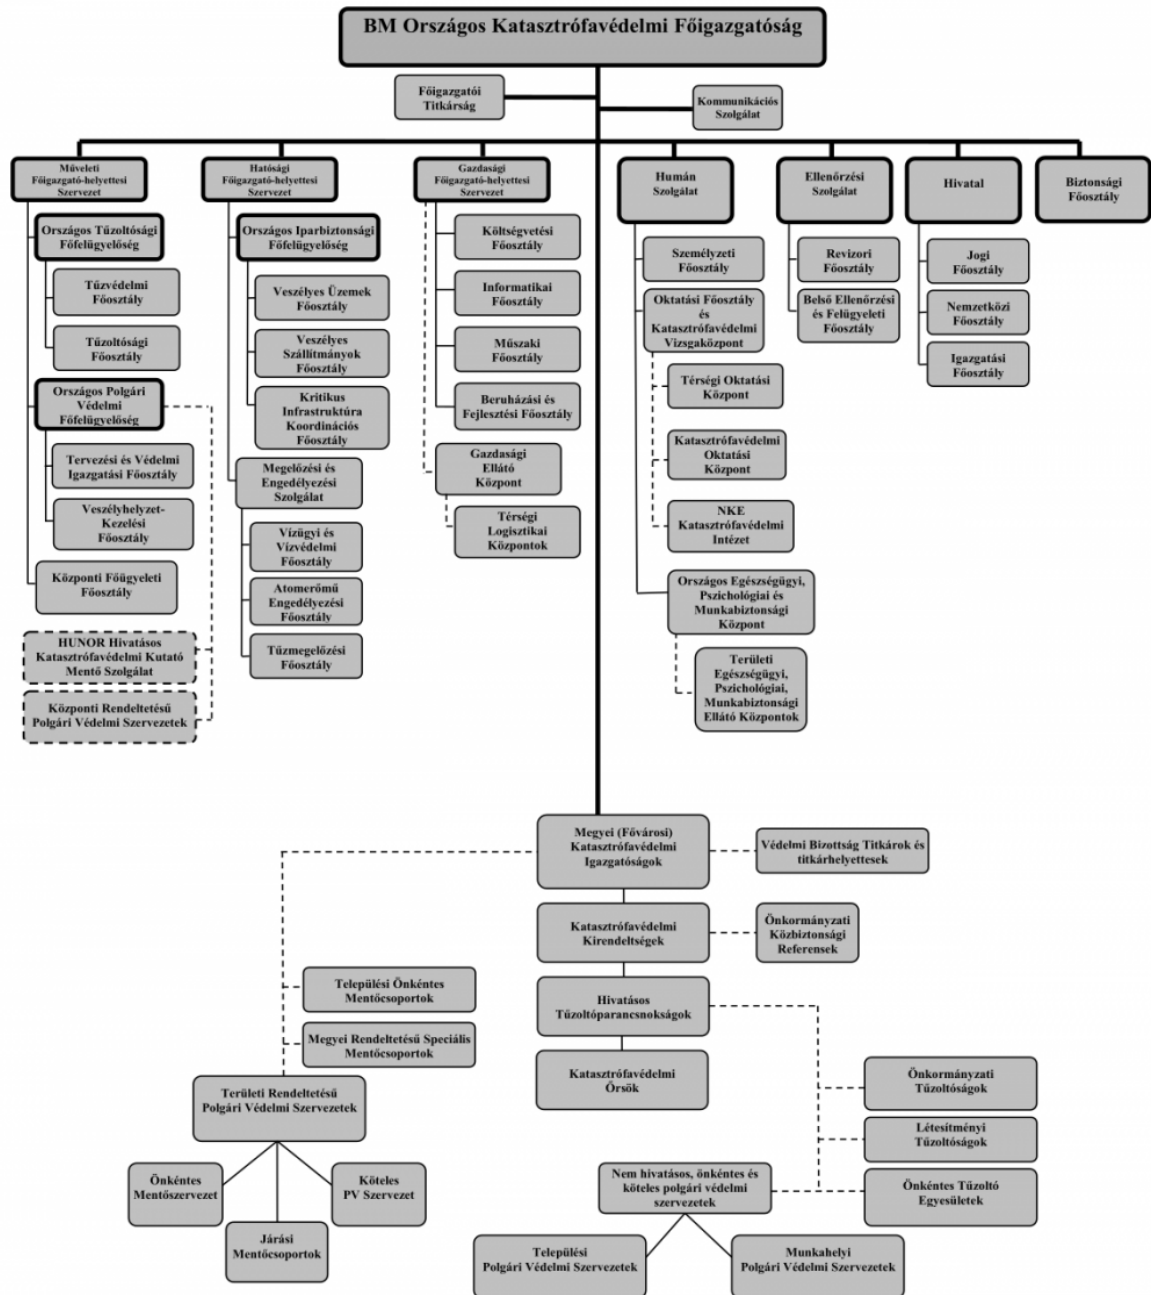 BM Országos Katasztrófavédelmi Főigazgatóság
Főigazgatói
Titkárság
Kommunikációs
Szolgálat
Műveleti
Főigazgató-helyettesi
Szervezet
Országos Tűzoltósági
Főfelügyelőség
Tűzvédelmi
Főosztály
Tűzoltósági
Főosztály
Országos Polgári
Védelmi
Főfelügyelőség
Tervezési és Védelmi
Igazgatási Főosztály
Veszélyhelyzet-
Kezelési
Főosztály
Központi Főügyeleti
Főosztály
HUNOR Hivatásos
Katasztrófavédelmi Kutató
Mentő Szolgálat
Központi Rendeltetésű
Polgári Védelmi Szervezetek
Hatósági
Főigazgató-helyettesi
Szervezet
Országos Iparbiztonsági
Főfelügyelőség
Veszélyes Üzemek
Főosztály
Veszélyes
Szállítmányok
Főosztály
Kritikus
Infrastruktúra
Koordinációs
Főosztály
Megelőzési és
Engedélyezési
Szolgálat
Vízügyi és
Vízvédelmi
Főosztály
Atomerőmű
Engedélyezési
Főosztály
Tűzmegelőzési
Főosztály
Gazdasági
Főigazgató-helyettesi
Szervezet
Költségvetési
Főosztály
Informatikai
Főosztály
Műszaki
Főosztály
Beruházási és
Fejlesztési Főosztály
Gazdasági
Ellátó
Központ
Térségi
Logisztikai
Központok
Humán
Szolgálat
Személyzeti
Főosztály
Oktatási Főosztály
és
Katasztrófavédelmi
Vizsgaközpont
Térségi Oktatási
Központ
Katasztrófavédelmi
Oktatási
Központ
NKE
Katasztrófavédelmi
Intézet
Országos Egészségügyi,
Pszichológiai és
Munkabiztonsági
Központ
Területi
Egészségügyi,
Pszichológiai,
Munkabiztonsági
Ellátó Központok
Ellenőrzési
Szolgálat
Revizori
Főosztály
Belső Ellenőrzési
és Felügyeleti
Főosztály
Hivatal
Jogi
Főosztály
Nemzetközi
Főosztály
Igazgatási
Főosztály
Biztonsági
Főosztály
Megyei (Fővárosi)
Katasztrófavédelmi
Igazgatóságok
Védelmi Bizottság Titkárok és
titkárhelyettesek
Katasztrófavédelmi
Kirendeltségek
Önkormányzati
Közbiztonsági
Referensek
Hivatásos
Tűzoltóparancsnokságok
Katasztrófavédelmi
Őrsök
Települési Önkéntes
Mentőcsoportok
Megyei Rendeltetésű Speciális
Mentőcsoportok
Területi Rendeltetésű
Polgári Védelmi Szervezetek
Önkéntes
Mentőszervezet
Köteles
PV Szervezet
Járási
Mentőcsoportok
Önkormányzati
Tűzoltóságok
Létesítményi
Tűzoltóságok
Önkéntes Tűzoltó
Egyesületek
Nem hivatásos, önkéntes és
köteles polgári védelmi
szervezetek
Települési
Polgári Védelmi Szervezetek
Munkahelyi
Polgári Védelmi Szervezetek